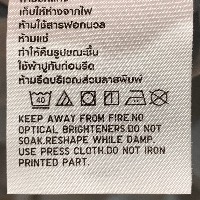 เก็บให้ห่างจากไฟ
ห้ามใช้สารฟอกนวล
ห้ามแช่
ทำให้คืนรูปขณะชื้น
ใช้ผ้าปูทับก่อนรีด
ห้ามรีดบริเวณส่วนลายพิมพ์
40
KEEP AWAY FROM FIRE.NO
OPTICAL BRIGHTENERS.DO NOT
SOAK.RESHAPE WHILE DAMP.
USE PRESS CLOTH.DO NOT IRON
PRINTED PART.